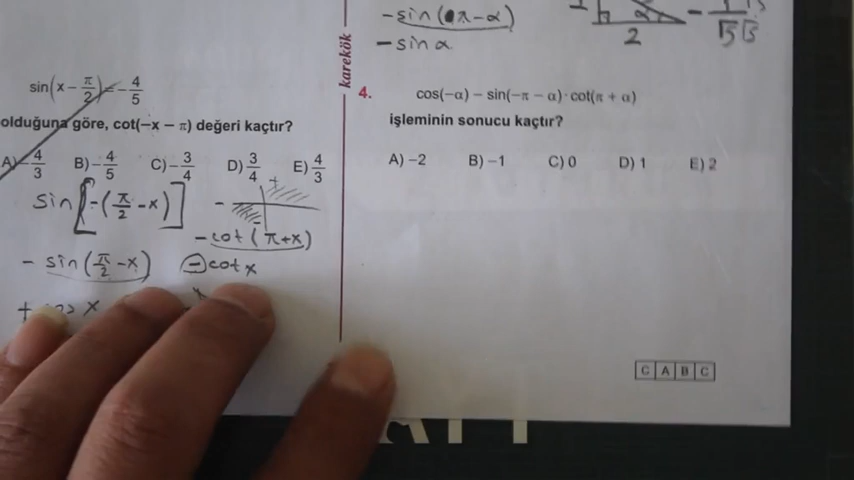 sin(x - π/2) = -4/5
olduğuna göre, cot(-x - π) değeri kaçtır?
A) -4/3 B) -4/5 C) -3/4 D) 3/4 E) 4/3
sin[-(π/2 -x)]
- +
-
-cot(π+x)
- sin(π/2 -x)
- cot x
+ x
karekök
-sin(π-α)
-sin α
α
2
4.
cos(-α) - sin(-π - α)·cot(π + α)
işleminin sonucu kaçtır?
A) -2 B) -1 C) 0 D) 1 E) 2
C A B C